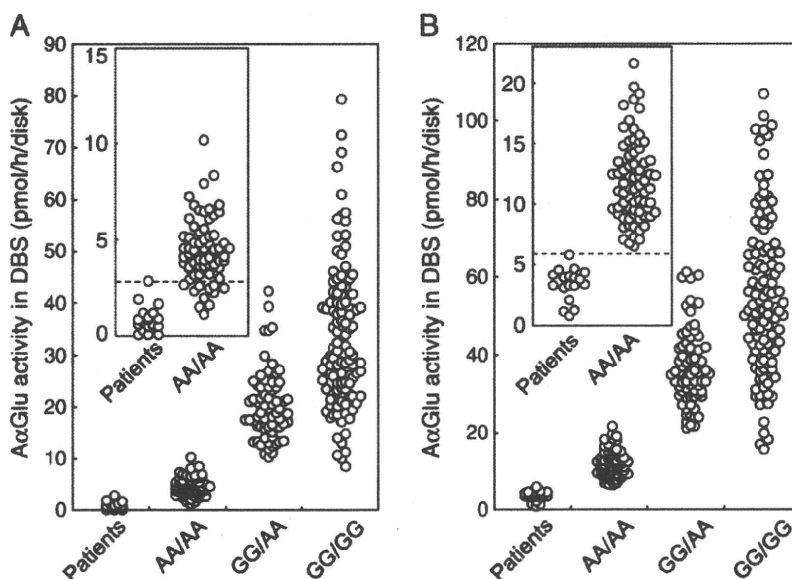 A
AαGlu activity in DBS (pmol/h/disk)
90
80
70
60
50
40
30
20
10
0
15
10
5
0
Patients
AA/AA
Patients
AA/AA
GG/AA
GG/GG
B
AαGlu activity in DBS (pmol/h/disk)
120
100
80
60
40
20
0
20
15
10
5
0
Patients
AA/AA
Patients
AA/AA
GG/AA
GG/GG